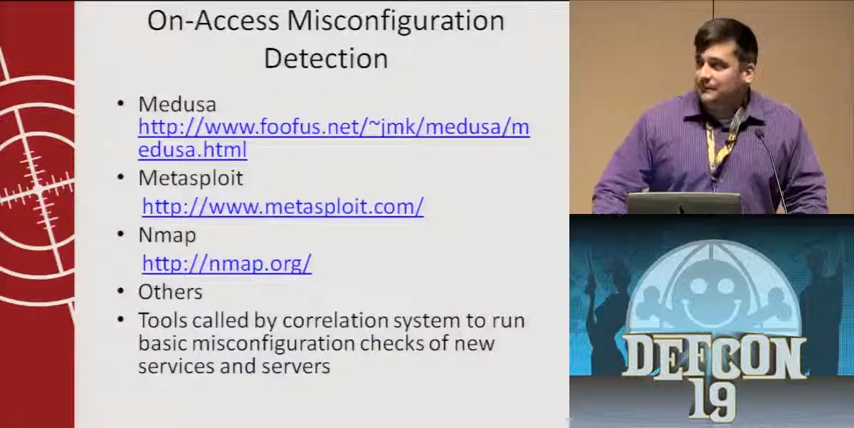 On-Access Misconfiguration
Detection
• Medusa
http://www.foofus.net/~jmk/medusa/m
edusa.html
• Metasploit
http://www.metasploit.com/
• Nmap
http://nmap.org/
• Others
• Tools called by correlation system to run
basic misconfiguration checks of new
services and servers
DEFCON
19